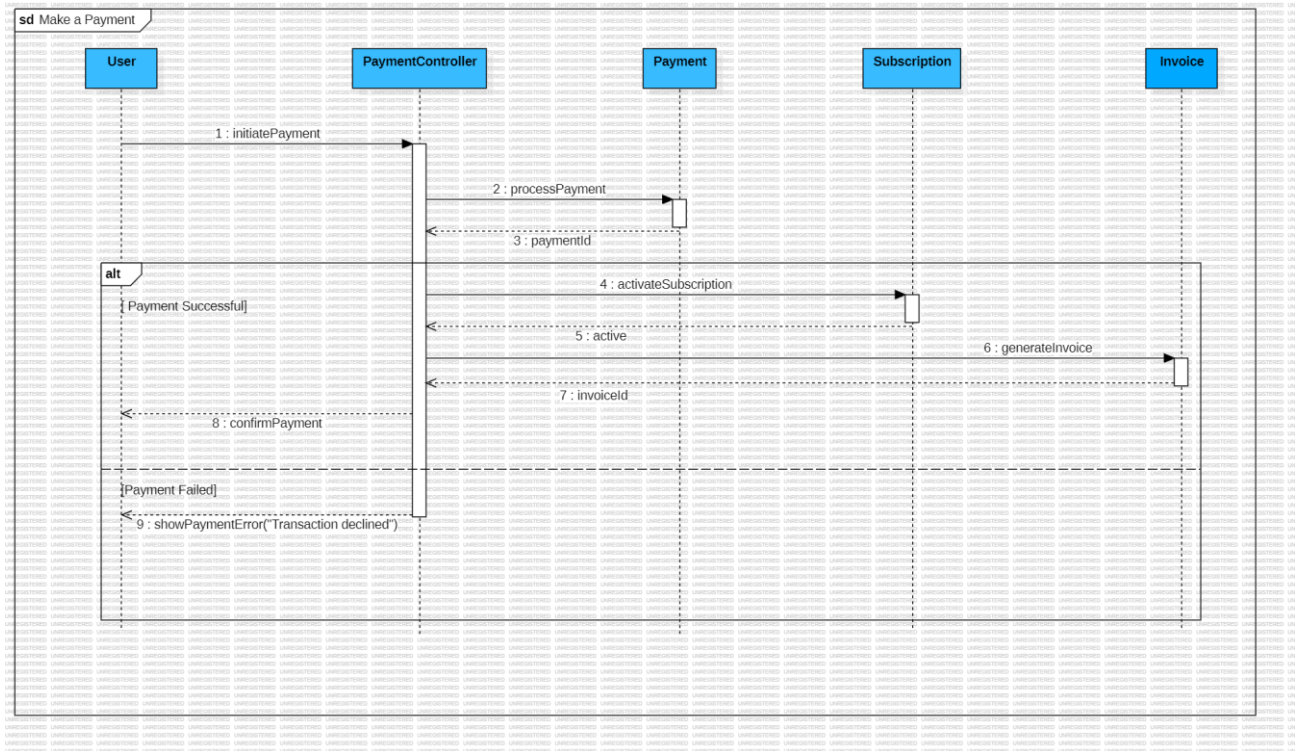 sd Make a Payment
User
PaymentController
Payment
Subscription
Invoice
1 : initiatePayment
2 : processPayment
3 : paymentId
alt
4 : activateSubscription
[ Payment Successful]
5 : active
6 : generateInvoice
7 : invoiceId
8 : confirmPayment
[Payment Failed]
9 : showPaymentError("Transaction declined")
UNREGISTERED